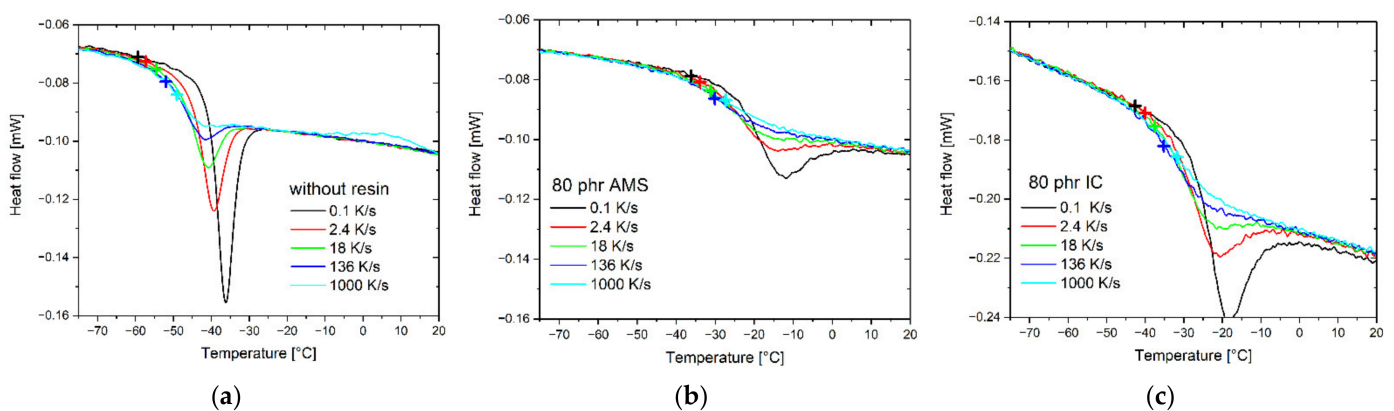 −0.06
−0.08
−0.10
−0.12
−0.14
−0.16
Heat flow [mW]
without resin
0.1 K/s
2.4 K/s
18 K/s
136 K/s
1000 K/s
−70 −60 −50 −40 −30 −20 −10 0 10 20
Temperature [°C]
(a)
−0.06
−0.08
−0.10
−0.12
−0.14
−0.16
Heat flow [mW]
80 phr AMS
0.1 K/s
2.4 K/s
18 K/s
136 K/s
1000 K/s
−70 −60 −50 −40 −30 −20 −10 0 10 20
Temperature [°C]
(b)
−0.14
−0.16
−0.18
−0.20
−0.22
−0.24
Heat flow [mW]
80 phr IC
0.1 K/s
2.4 K/s
18 K/s
136 K/s
1000 K/s
−70 −60 −50 −40 −30 −20 −10 0 10 20
Temperature [°C]
(c)